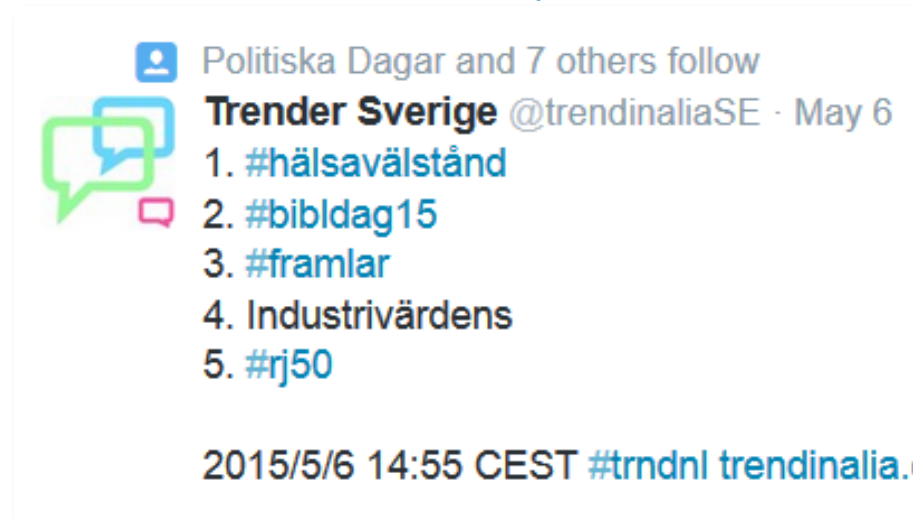 Politiska Dagar and 7 others follow
Trender Sverige @trendinaliaSE · May 6
1. #hälsavälstånd
2. #bibldag15
3. #framlar
4. Industrivärdens
5. #rj50
2015/5/6 14:55 CEST #trndnl trendinalia.